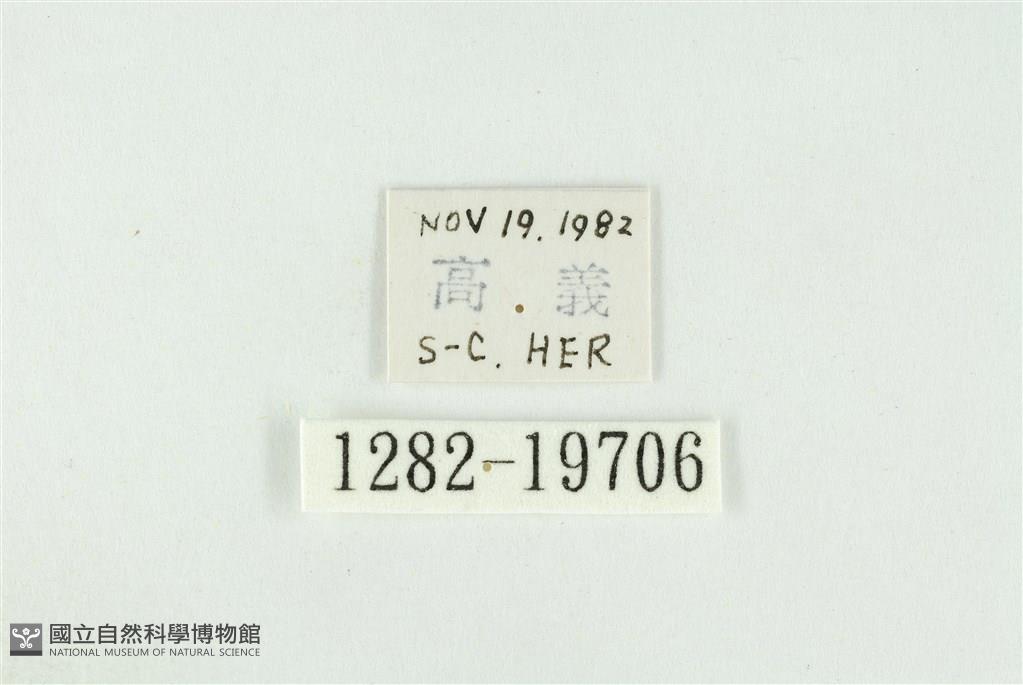 NOV 19. 1982
高 義
S-C. HER
1282-19706
國立自然科學博物館
NATIONAL MUSEUM OF NATURAL SCIENCE